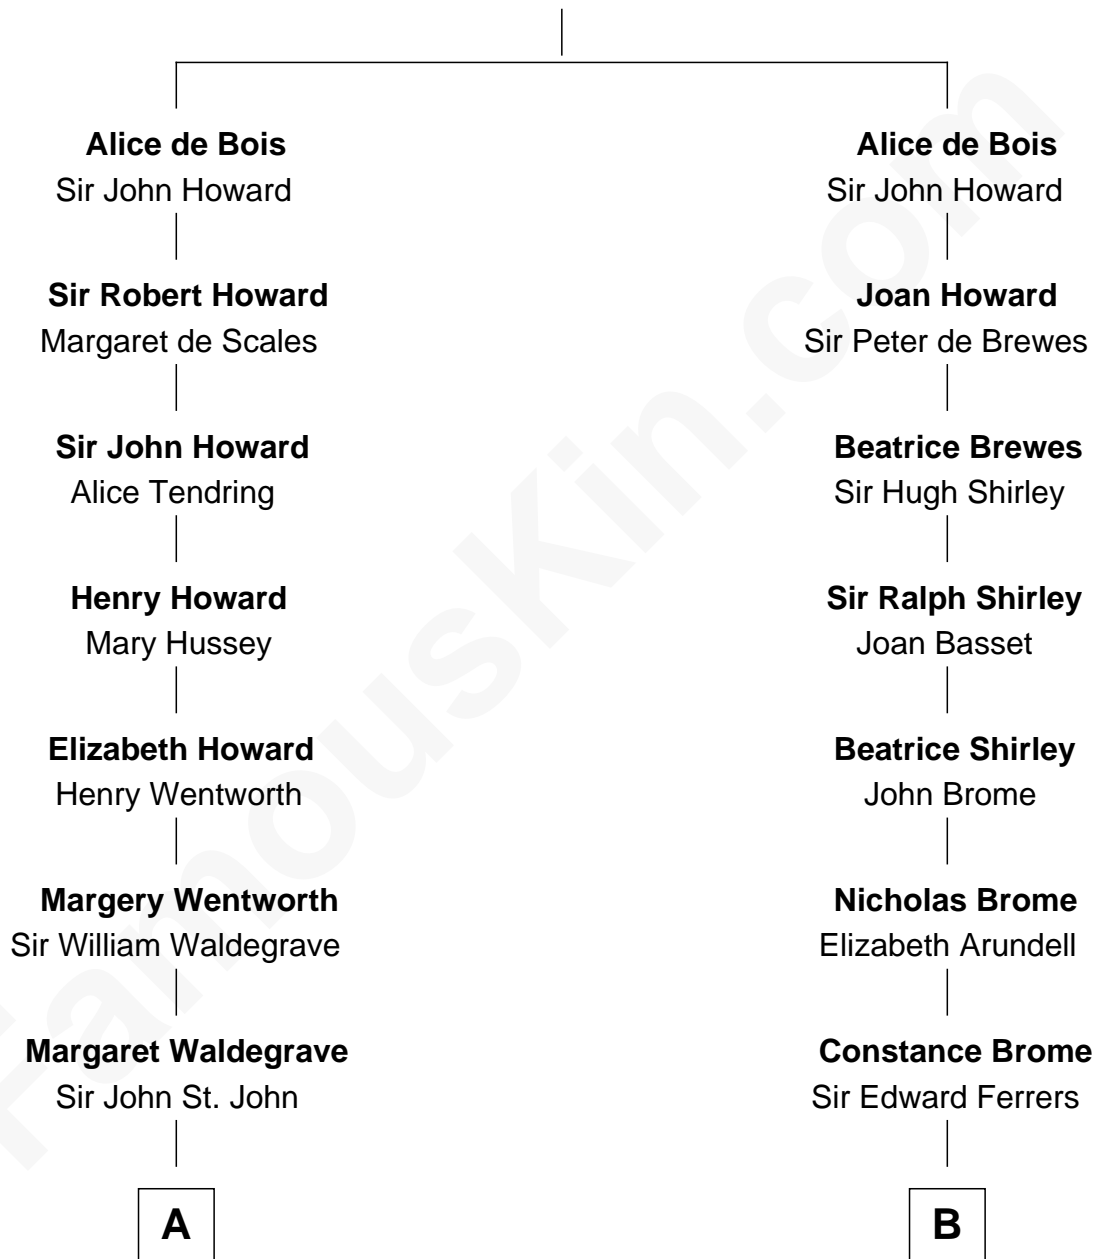 Alice de Bois
Sir John Howard
Sir Robert Howard
Margaret de Scales
Sir John Howard
Alice Tendring
Henry Howard
Mary Hussey
Elizabeth Howard
Henry Wentworth
Margery Wentworth
Sir William Waldegrave
Margaret Waldegrave
Sir John St. John
A
Alice de Bois
Sir John Howard
Joan Howard
Sir Peter de Brewes
Beatrice Brewes
Sir Hugh Shirley
Sir Ralph Shirley
Joan Basset
Beatrice Shirley
John Brome
Nicholas Brome
Elizabeth Arundell
Constance Brome
Sir Edward Ferrers
B
FamousKin.com